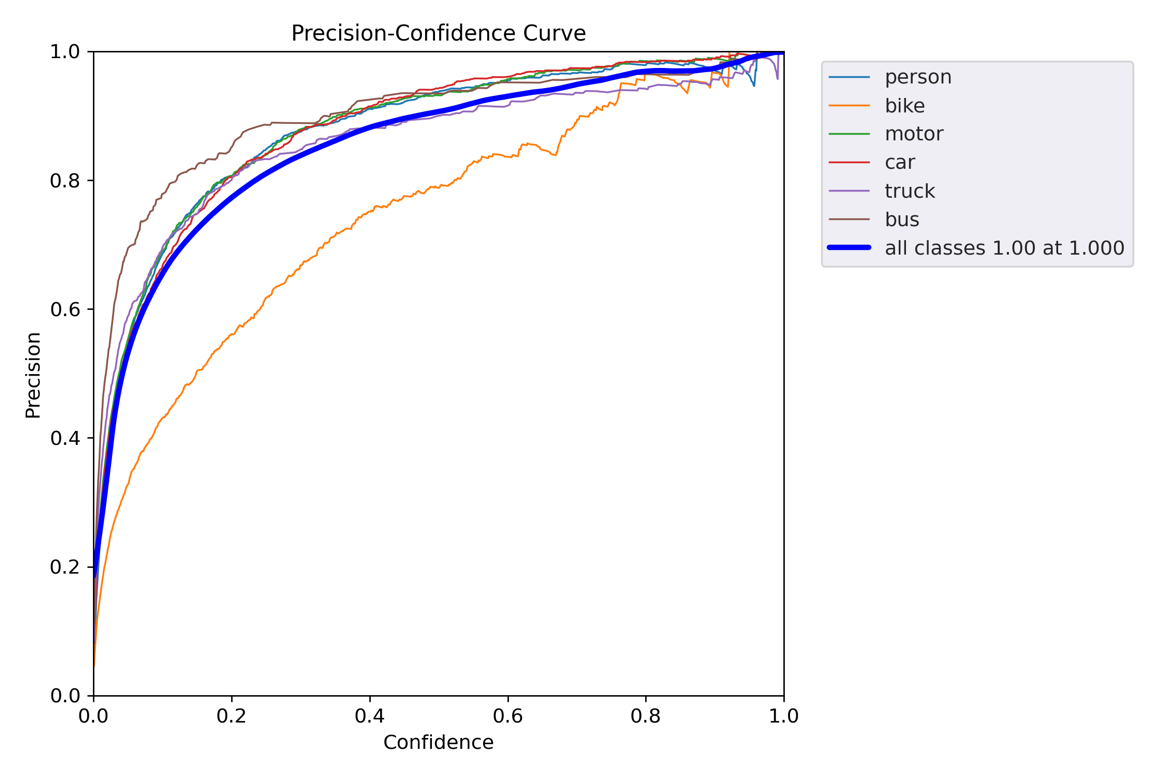 Precision-Confidence Curve
1.0
0.8
0.6
0.4
0.2
0.0
Precision
0.0 0.2 0.4 0.6 0.8 1.0
Confidence
person
bike
motor
car
truck
bus
all classes 1.00 at 1.000